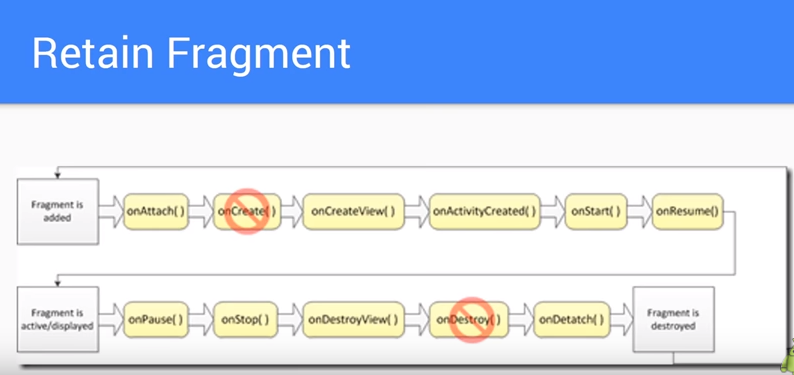 Retain Fragment
Fragment is
added
onAttach( )
onCreate( )
onCreateView( )
onActivityCreated( )
onStart( )
onResume()
Fragment is
active/displayed
onPause( )
onStop( )
onDestroyView( )
onDestroy( )
onDetatch( )
Fragment is
destroyed